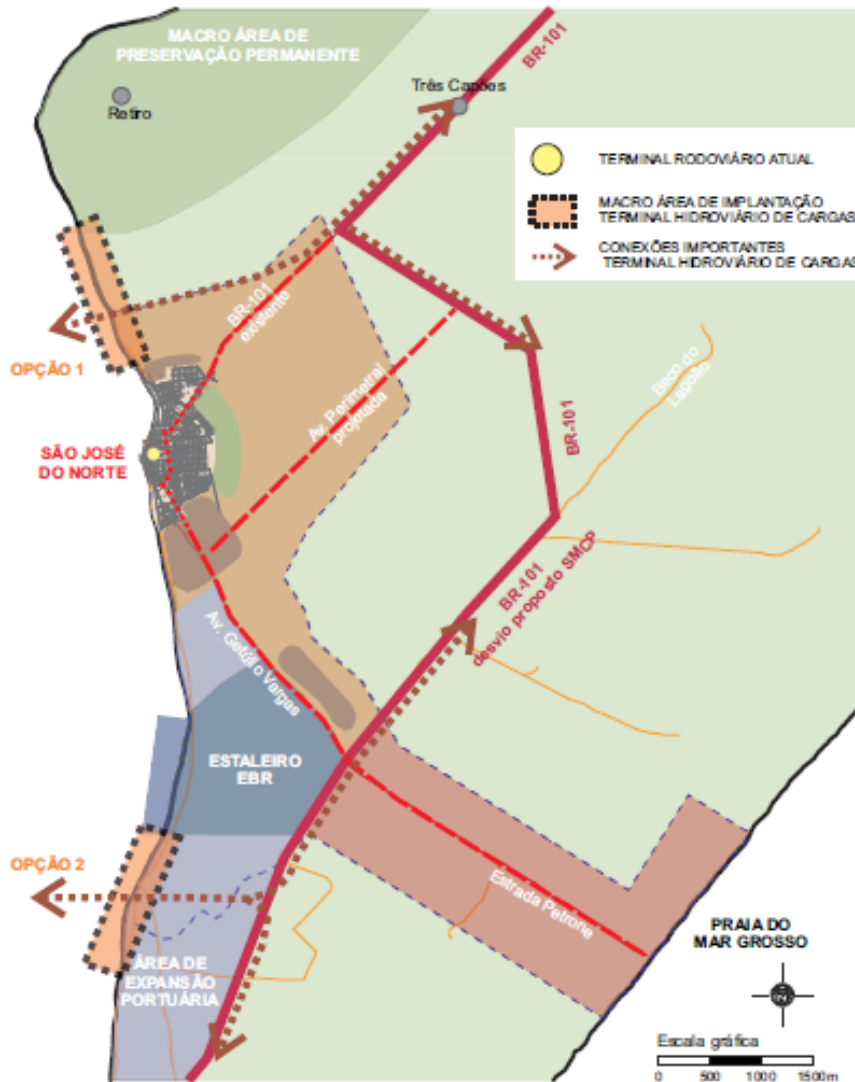 MACRO ÁREA DE
PRESERVAÇÃO PERMANENTE
BR-101
Três Capões
Retiro
TERMINAL RODOVIÁRIO ATUAL
MACRO ÁREA DE IMPLANTAÇÃO
TERMINAL HIDROVIÁRIO DE CARGAS
CONEXÕES IMPORTANTES
TERMINAL HIDROVIÁRIO DE CARGAS
BR-101
existente
OPÇÃO 1
Av. Perimetral
projetada
Beco do
Lagoão
BR-101
SÃO JOSÉ
DO NORTE
BR-101
desvio proposto SMCP
Av. Getúlio Vargas
ESTALEIRO
EBR
OPÇÃO 2
Estrada Petrone
PRAIA DO
MAR GROSSO
ÁREA DE
EXPANSÃO
PORTUÁRIA
N
Escala gráfica
0 500 1000 1500m